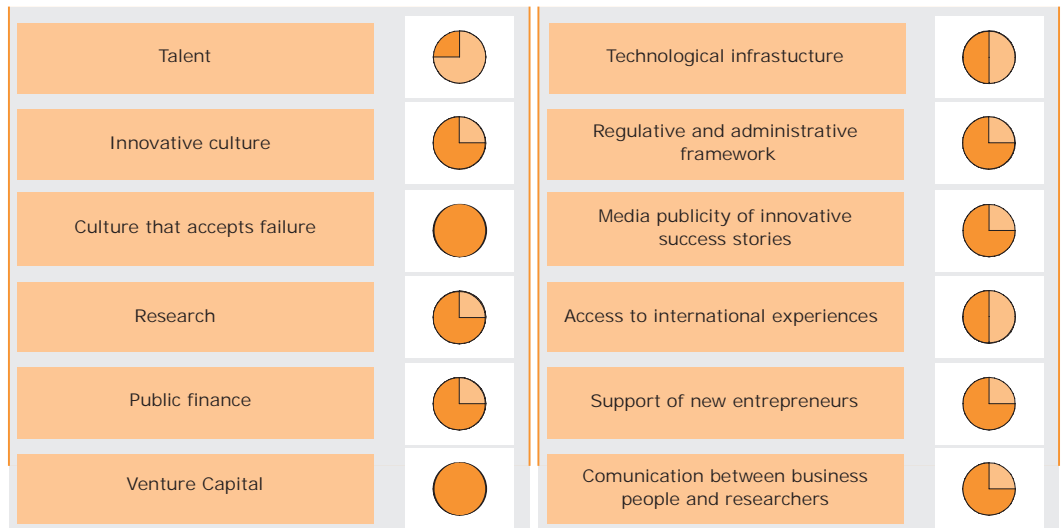 Talent
Innovative culture
Culture that accepts failure
Research
Public finance
Venture Capital
Technological infrastucture
Regulative and administrative
framework
Media publicity of innovative
success stories
Access to international experiences
Support of new entrepreneurs
Comunication between business
people and researchers